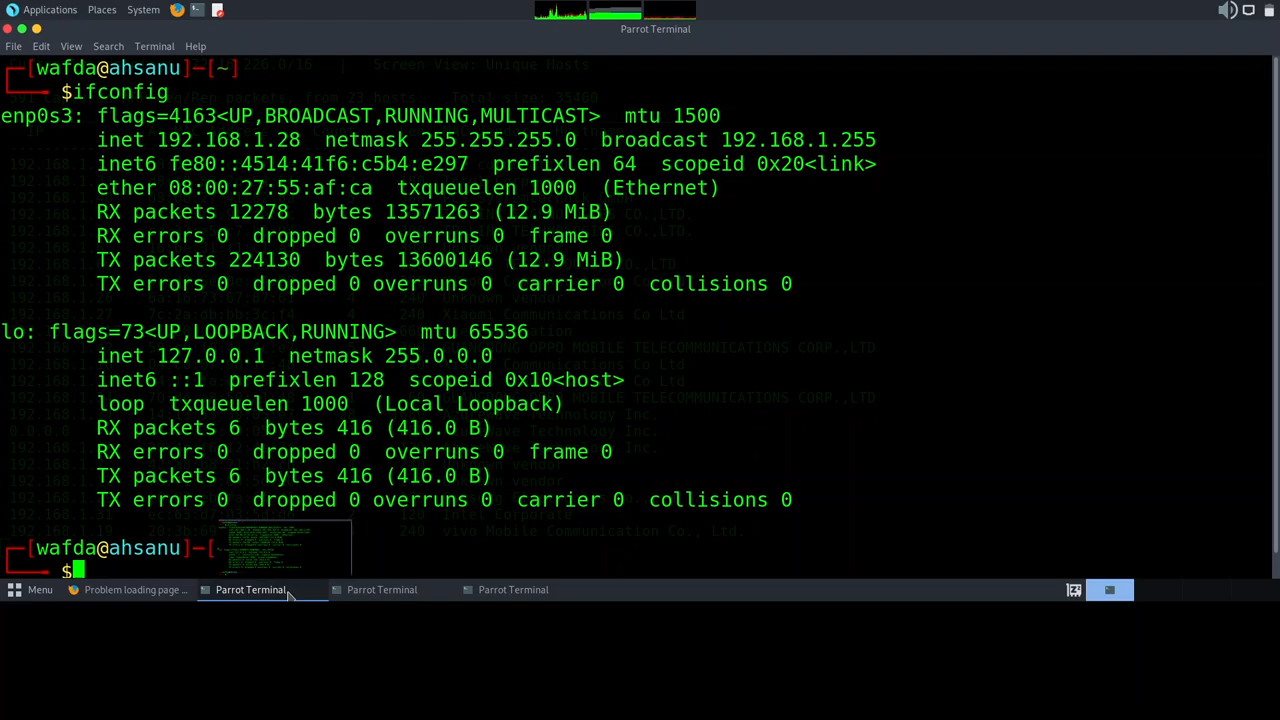 Applications Places System
Parrot Terminal
File Edit View Search Terminal Help
226.0/16 | Screen View: Unique Hosts
┌─[wafda@ahsanu]─[~]
└──╼ $ifconfig
enp0s3: flags=4163<UP,BROADCAST,RUNNING,MULTICAST> mtu 1500
inet 192.168.1.28 netmask 255.255.255.0 broadcast 192.168.1.255
inet6 fe80::4514:41f6:c5b4:e297 prefixlen 64 scopeid 0x20<link>
ether 08:00:27:55:af:ca txqueuelen 1000 (Ethernet)
RX packets 12278 bytes 13571263 (12.9 MiB)
RX errors 0 dropped 0 overruns 0 frame 0
TX packets 224130 bytes 13600146 (12.9 MiB)
TX errors 0 dropped 0 overruns 0 carrier 0 collisions 0
lo: flags=73<UP,LOOPBACK,RUNNING> mtu 65536
inet 127.0.0.1 netmask 255.0.0.0
inet6 ::1 prefixlen 128 scopeid 0x10<host>
loop txqueuelen 1000 (Local Loopback)
RX packets 6 bytes 416 (416.0 B)
RX errors 0 dropped 0 overruns 0 frame 0
TX packets 6 bytes 416 (416.0 B)
TX errors 0 dropped 0 overruns 0 carrier 0 collisions 0
┌─[wafda@ahsanu]─[
└──╼ $
Menu Problem loading page ... Parrot Terminal Parrot Terminal Parrot Terminal